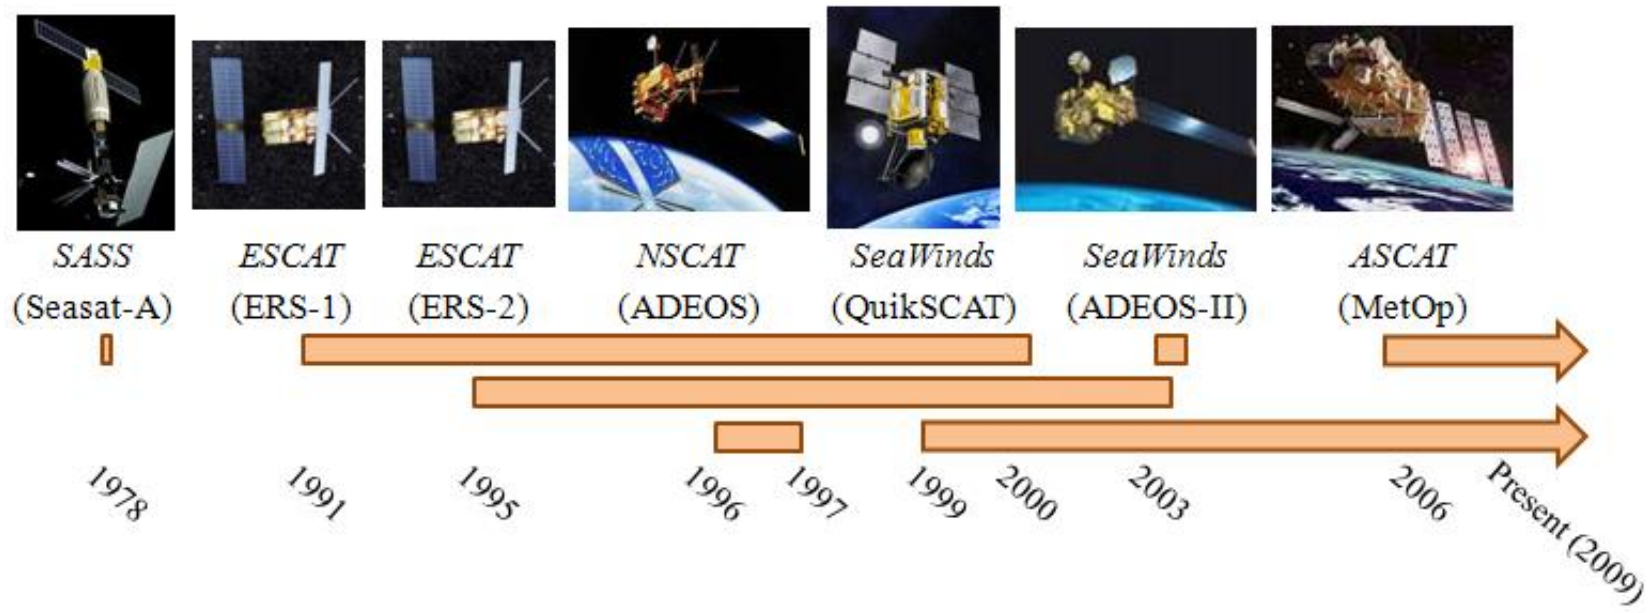 SASS
(Seasat-A)
ESCAT
(ERS-1)
ESCAT
(ERS-2)
NSCAT
(ADEOS)
SeaWinds
(QuikSCAT)
SeaWinds
(ADEOS-II)
ASCAT
(MetOp)
1978
1991
1995
1996
1997
1999
2000
2003
2006
Present (2009)